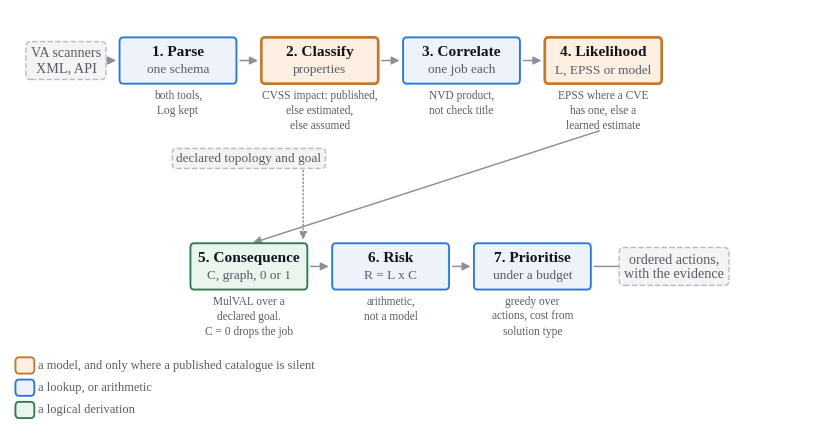 VA scanners
XML, API
1. Parse
one schema
both tools,
Log kept
2. Classify
properties
CVSS impact: published,
else estimated,
else assumed
3. Correlate
one job each
NVD product,
not check title
4. Likelihood
L, EPSS or model
EPSS where a CVE
has one, else a
learned estimate
declared topology and goal
5. Consequence
C, graph, 0 or 1
MulVAL over a
declared goal.
C = 0 drops the job
6. Risk
R = L x C
arithmetic,
not a model
7. Prioritise
under a budget
greedy over
actions, cost from
solution type
ordered actions,
with the evidence
a model, and only where a published catalogue is silent
a lookup, or arithmetic
a logical derivation